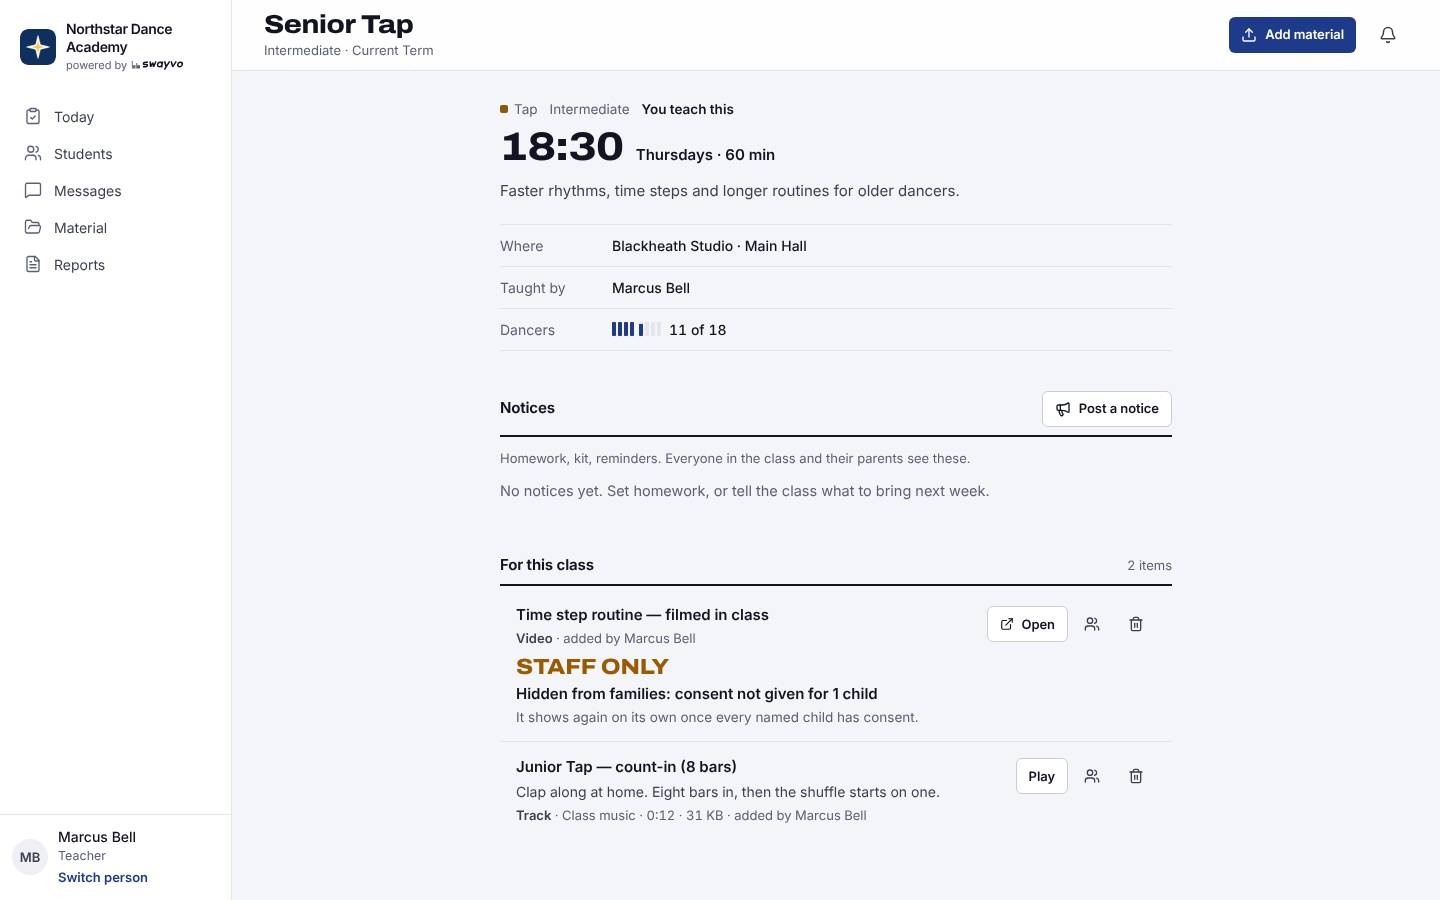 Northstar Dance
Academy
powered by swayvo
Today
Students
Messages
Material
Reports
Marcus Bell
Teacher
Switch person
MB
Senior Tap
Intermediate · Current Term
Add material
Tap Intermediate You teach this
18:30 Thursdays · 60 min
Faster rhythms, time steps and longer routines for older dancers.
Where Blackheath Studio · Main Hall
Taught by Marcus Bell
Dancers 11 of 18
Notices Post a notice
Homework, kit, reminders. Everyone in the class and their parents see these.
No notices yet. Set homework, or tell the class what to bring next week.
For this class 2 items
Time step routine — filmed in class Open
Video · added by Marcus Bell
STAFF ONLY
Hidden from families: consent not given for 1 child
It shows again on its own once every named child has consent.
Junior Tap — count-in (8 bars) Play
Clap along at home. Eight bars in, then the shuffle starts on one.
Track · Class music · 0:12 · 31 KB · added by Marcus Bell